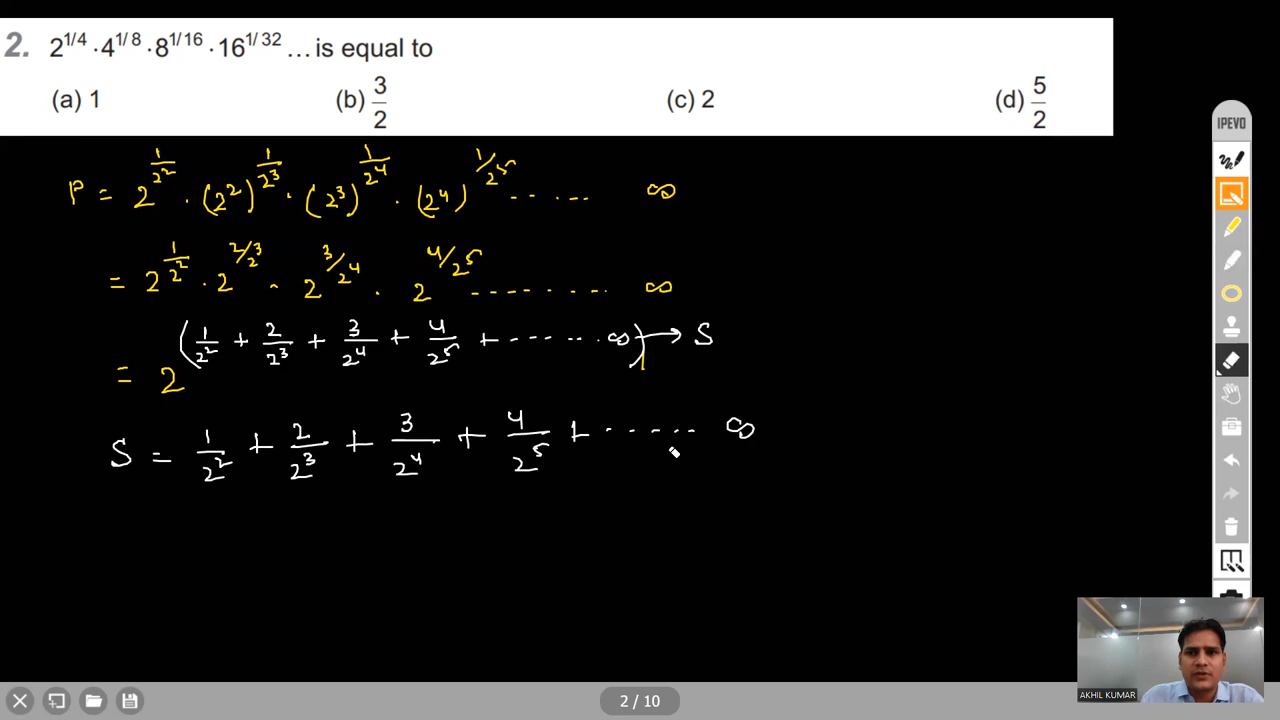 2. 2^{1/4} · 4^{1/8} · 8^{1/16} · 16^{1/32} ... is equal to
(a) 1 (b) 3/2 (c) 2 (d) 5/2
IPEVO
P = 2^{1/2^2} · (2^2)^{1/2^3} · (2^3)^{1/2^4} · (2^4)^{1/2^5} ...... ∞
= 2^{1/2^2} · 2^{2/2^3} · 2^{3/2^4} · 2^{4/2^5} ......... ∞
= 2^{(1/2^2 + 2/2^3 + 3/2^4 + 4/2^5 + ....... ∞)} → S
S = 1/2^2 + 2/2^3 + 3/2^4 + 4/2^5 + ...... ∞
AKHIL KUMAR
2 / 10